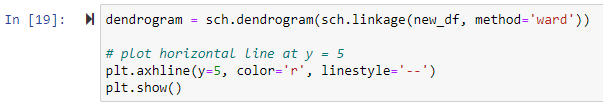 In [19]: dendrogram = sch.dendrogram(sch.linkage(new_df, method='ward'))
# plot horizontal line at y = 5
plt.axhline(y=5, color='r', linestyle='--')
plt.show()